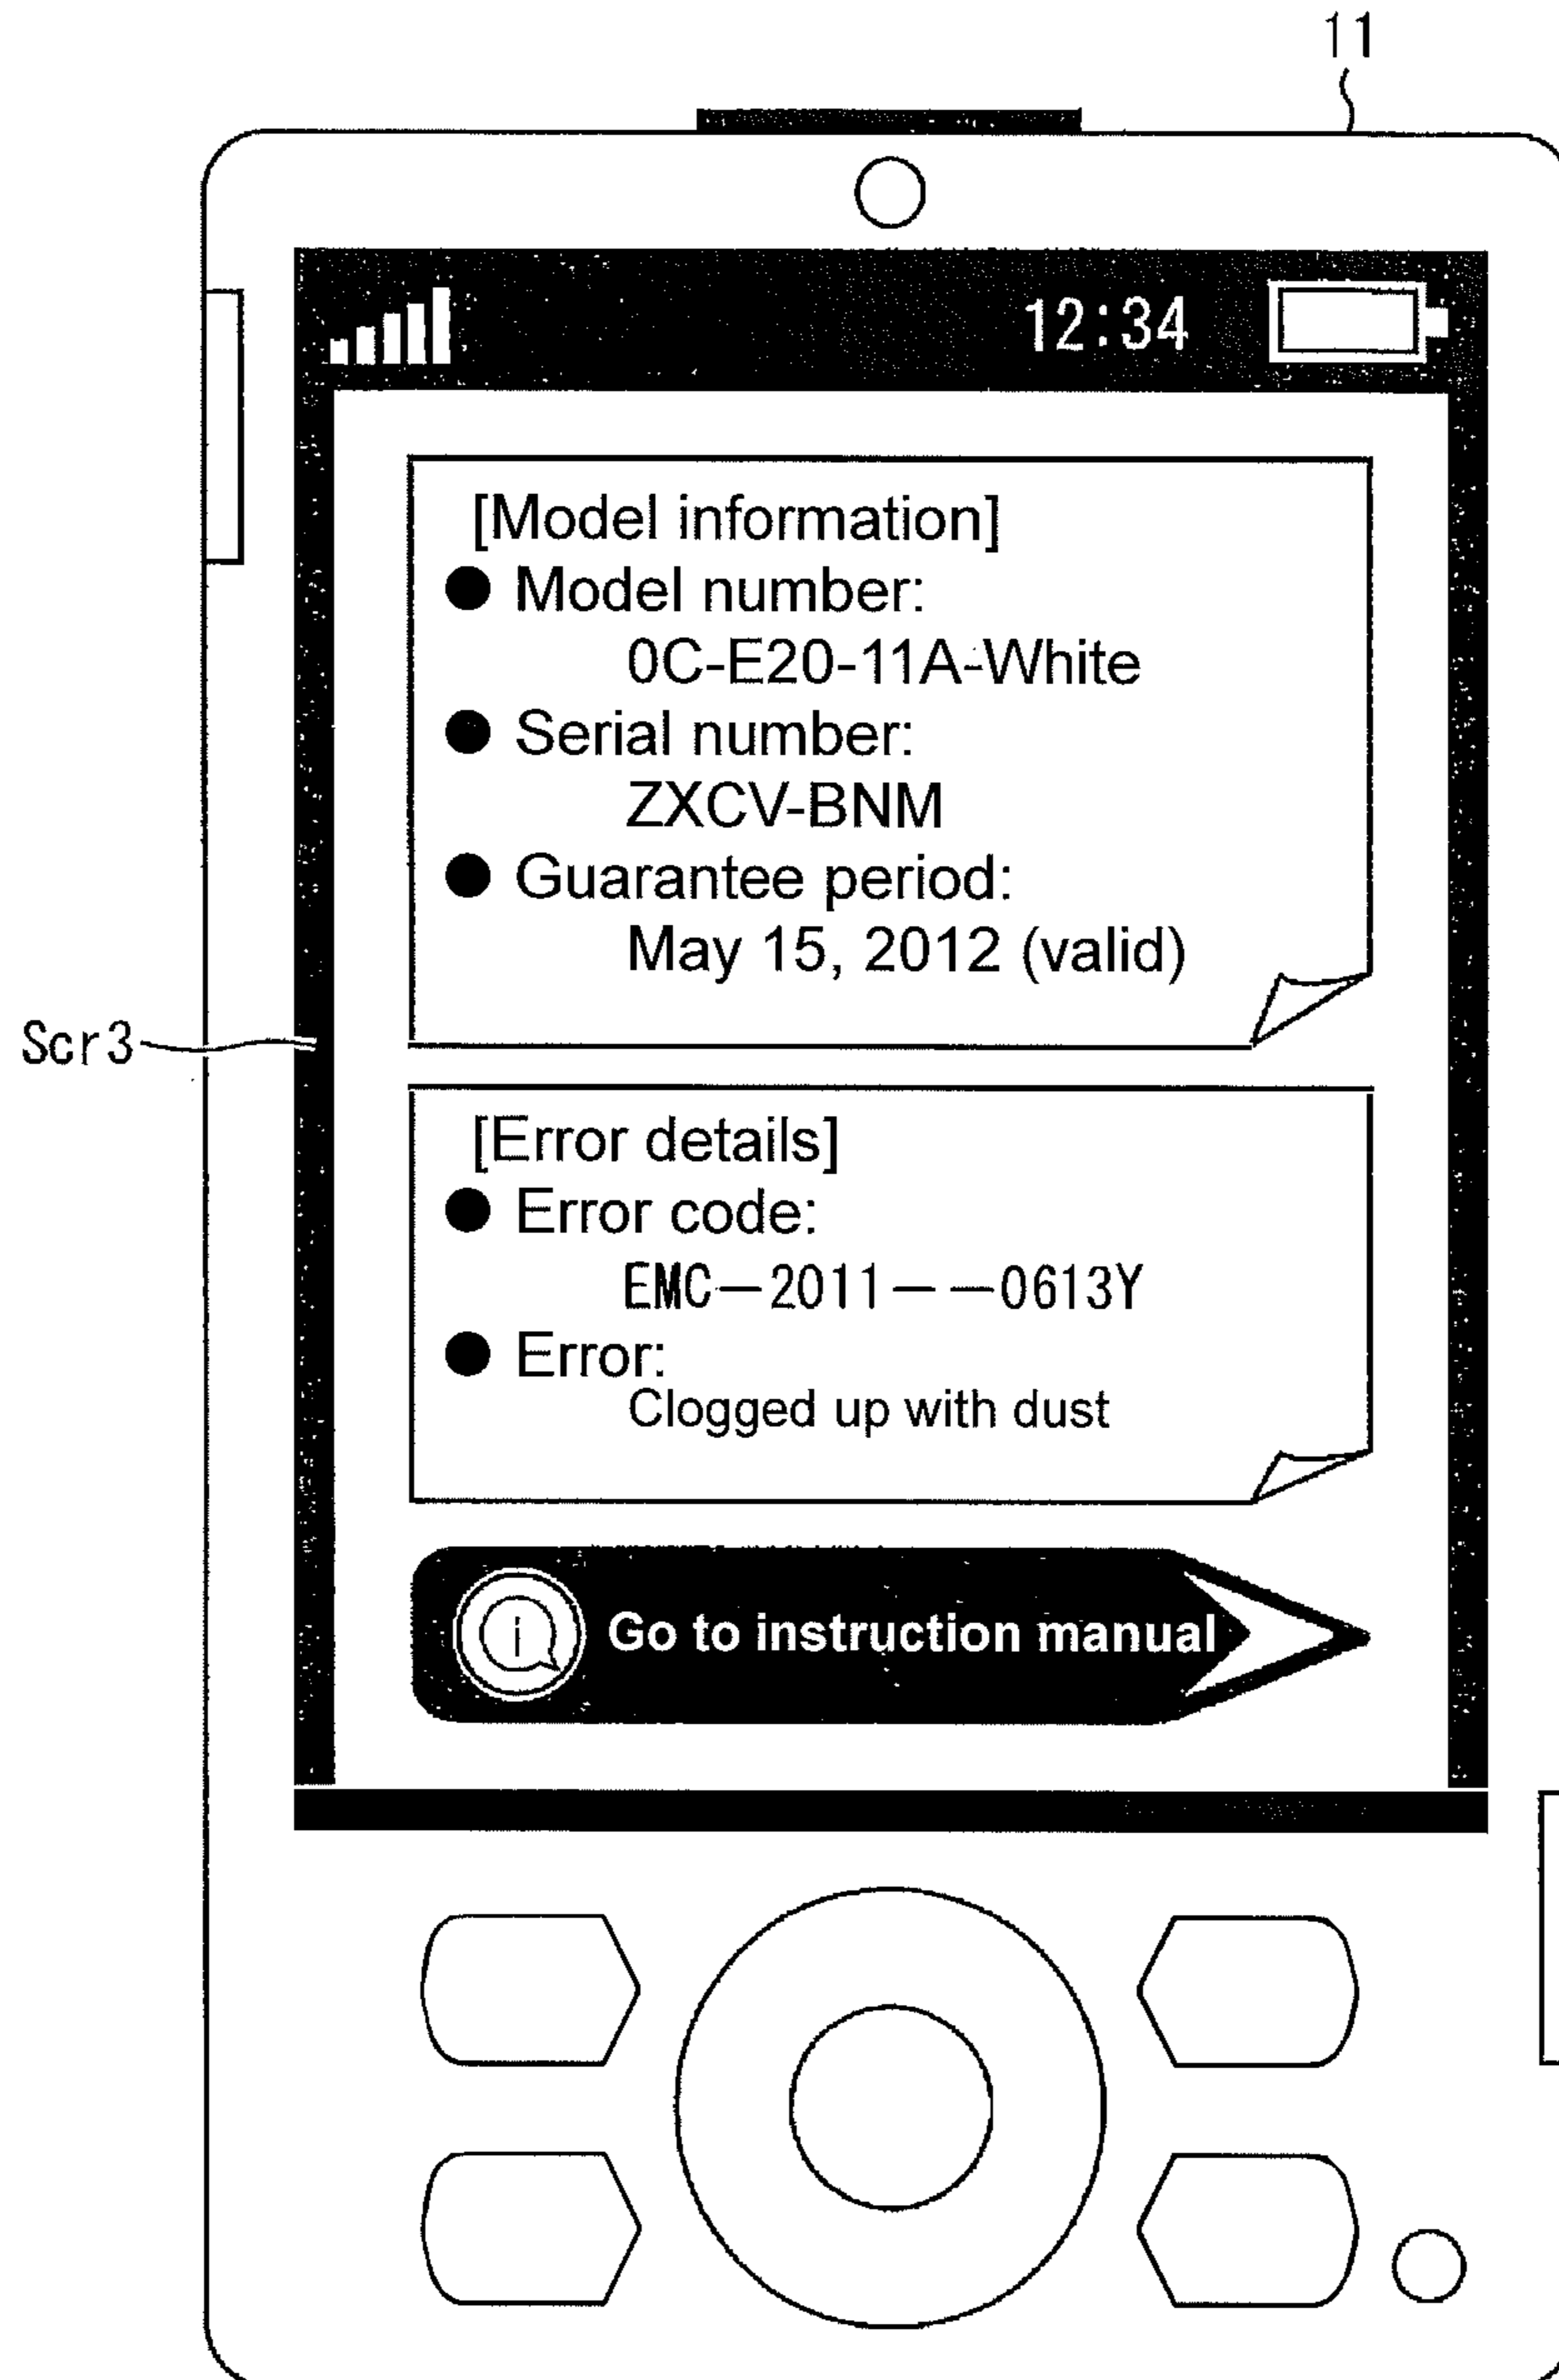 11
12:34
[Model information]
● Model number:
0C-E20-11A-White
● Serial number:
ZXCV-BNM
● Guarantee period:
May 15, 2012 (valid)
Scr3
[Error details]
● Error code:
EMC—2011——0613Y
● Error:
Clogged up with dust
i Go to instruction manual